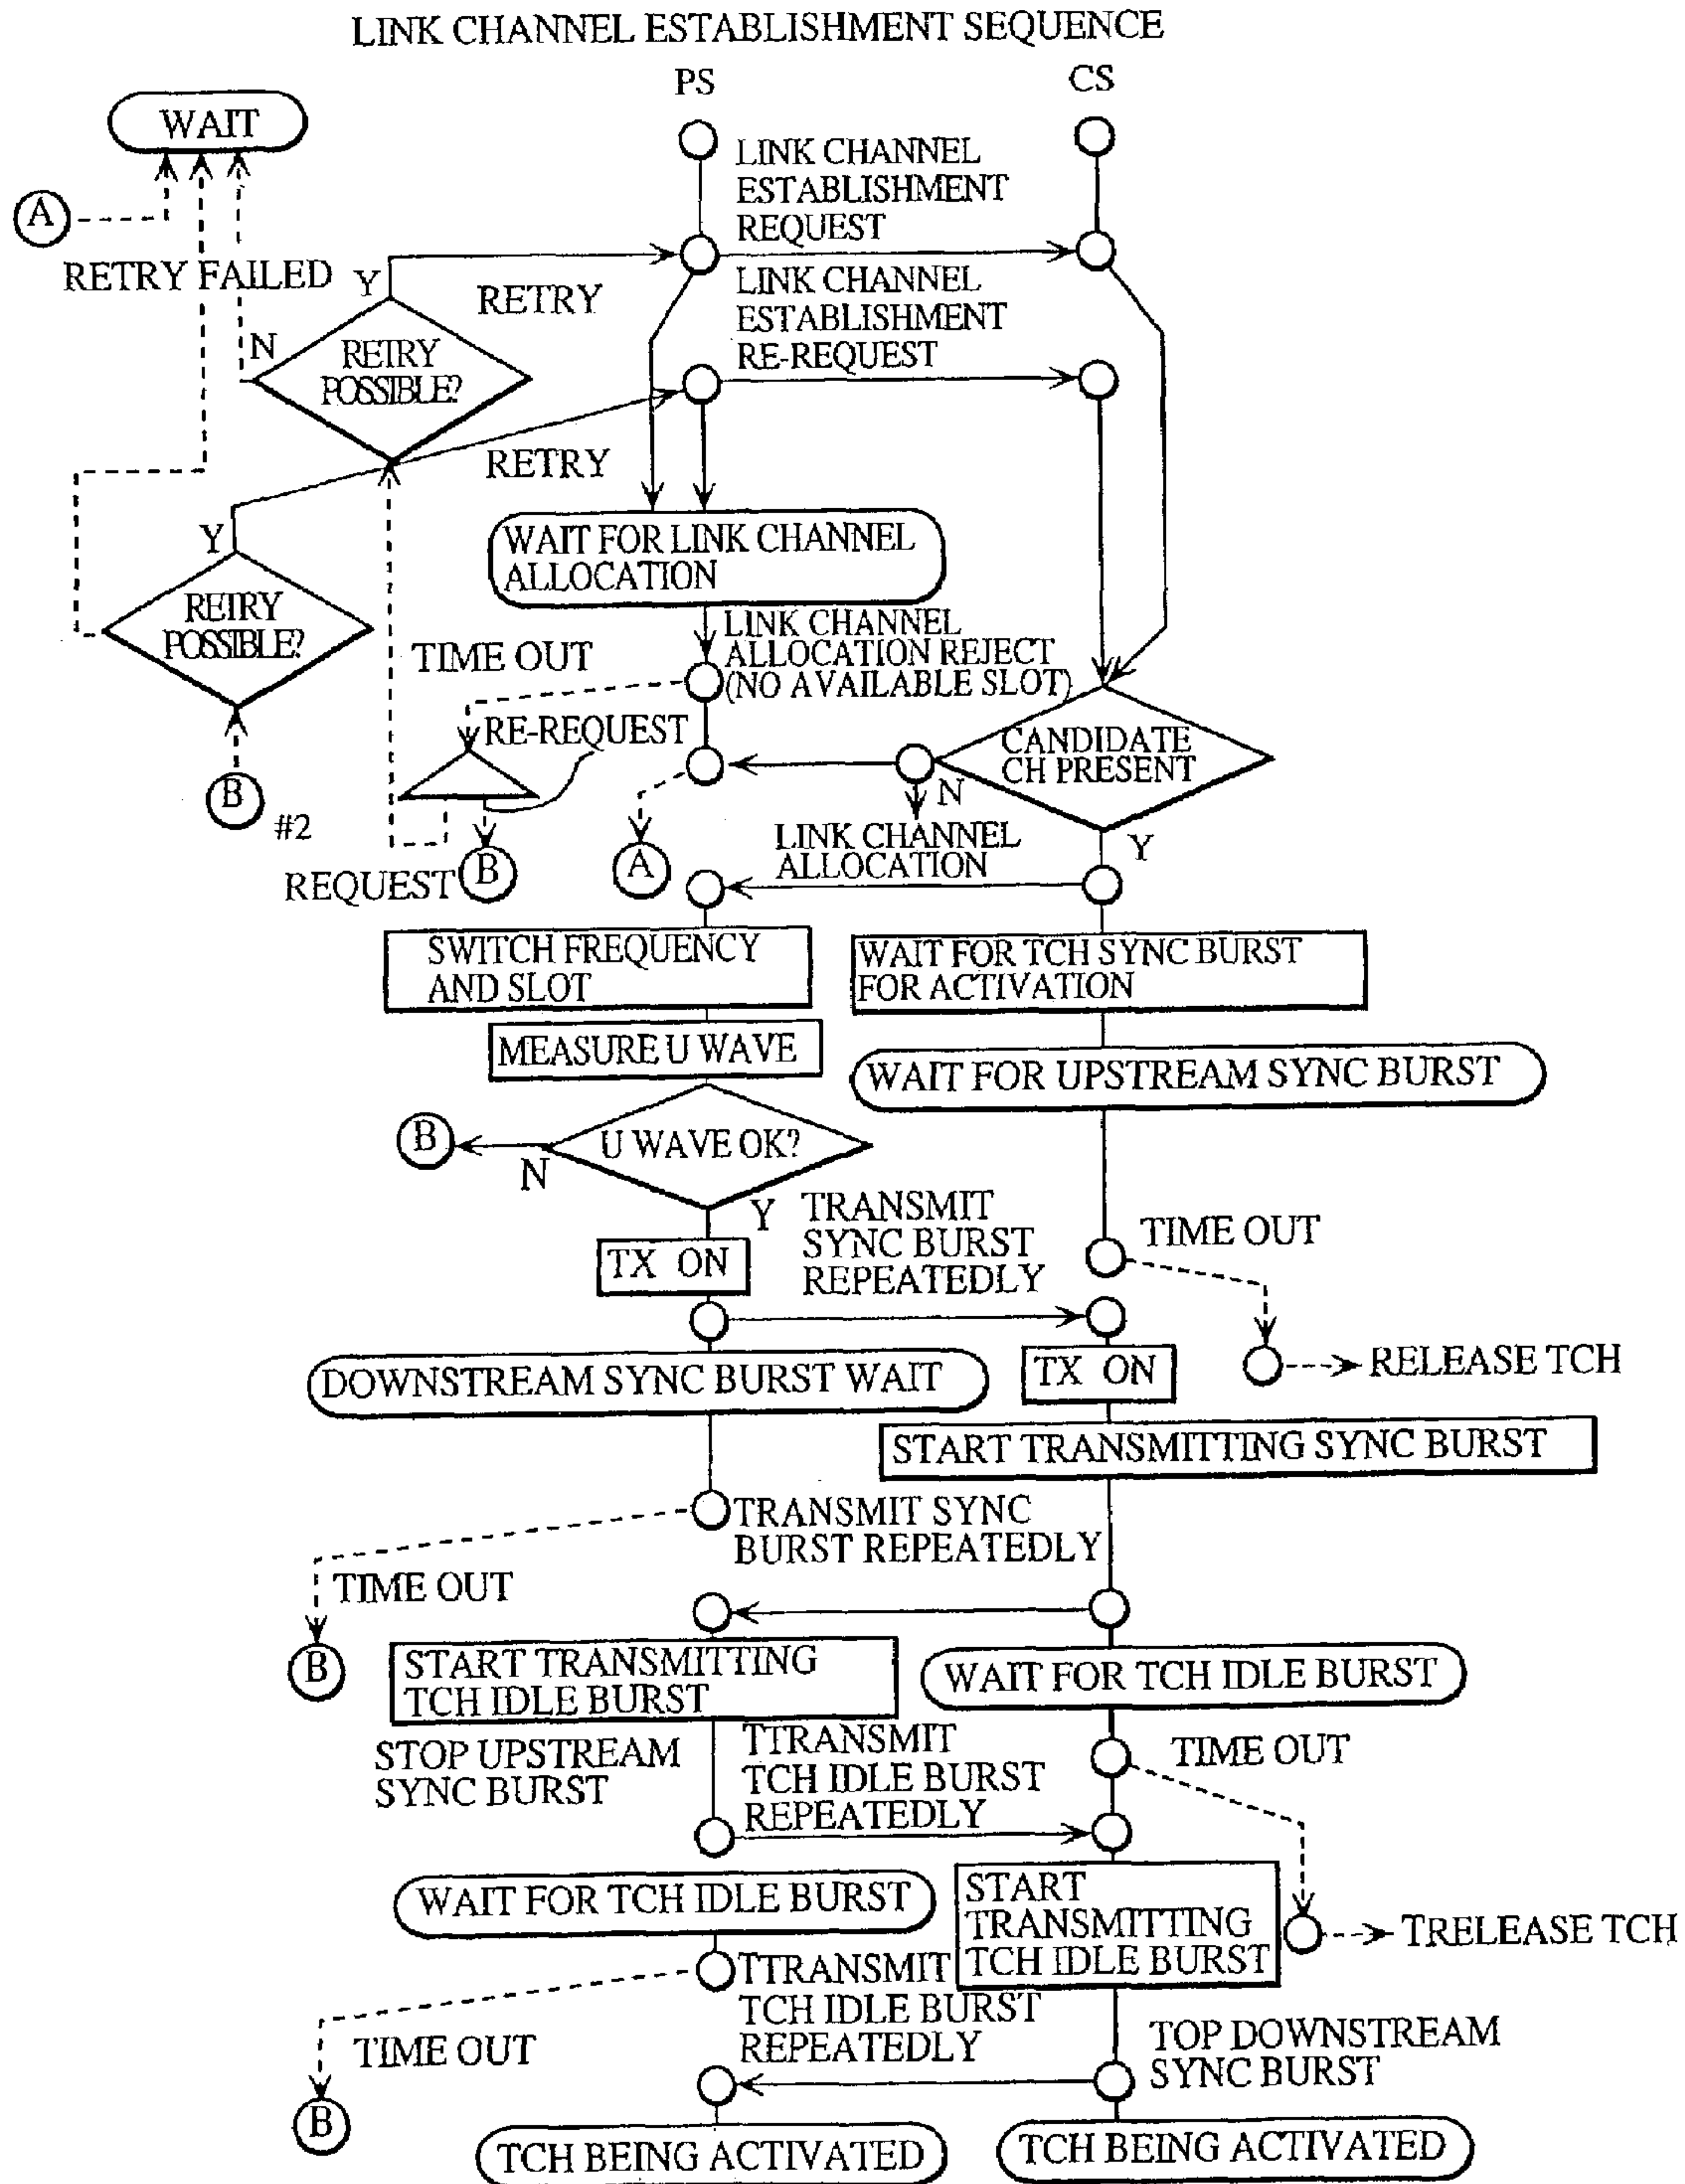 LINK CHANNEL ESTABLISHMENT SEQUENCE
PS
CS
WAIT
A
LINK CHANNEL
ESTABLISHMENT
REQUEST
RETRY FAILED
Y
RETRY
LINK CHANNEL
ESTABLISHMENT
RE-REQUEST
N
RETRY
POSSIBLE?
RETRY
Y
WAIT FOR LINK CHANNEL
ALLOCATION
RETRY
POSSIBLE?
TIME OUT
LINK CHANNEL
ALLOCATION REJECT
(NO AVAILABLE SLOT)
RE-REQUEST
CANDIDATE
CH PRESENT
N
B
#2
LINK CHANNEL
ALLOCATION
Y
REQUEST
B
A
SWITCH FREQUENCY
AND SLOT
WAIT FOR TCH SYNC BURST
FOR ACTIVATION
MEASURE U WAVE
WAIT FOR UPSTREAM SYNC BURST
B
U WAVE OK?
N
Y
TRANSMIT
SYNC BURST
REPEATEDLY
TIME OUT
TX ON
DOWNSTREAM SYNC BURST WAIT
TX ON
RELEASE TCH
START TRANSMITTING SYNC BURST
TRANSMIT SYNC
BURST REPEATEDLY
TIME OUT
B
START TRANSMITTING
TCH IDLE BURST
WAIT FOR TCH IDLE BURST
STOP UPSTREAM
SYNC BURST
TTRANSMIT
TCH IDLE BURST
REPEATEDLY
TIME OUT
WAIT FOR TCH IDLE BURST
START
TRANSMITTING
TCH IDLE BURST
TRELEASE TCH
TTRANSMIT
TCH IDLE BURST
REPEATEDLY
TIME OUT
TOP DOWNSTREAM
SYNC BURST
B
TCH BEING ACTIVATED
TCH BEING ACTIVATED